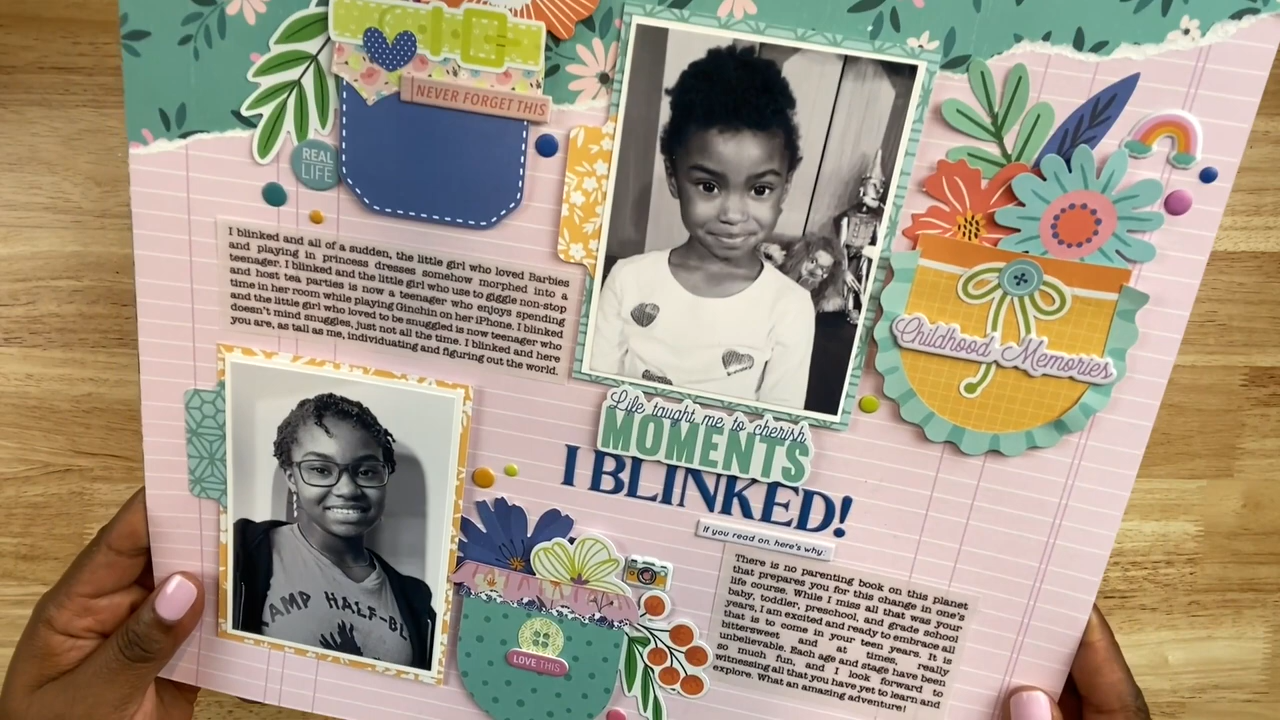 NEVER FORGET THIS
REAL
LIFE
I blinked and all of a sudden, the little girl who loved Barbies
and playing in princess dresses somehow morphed into a
teenager. I blinked and the little girl who use to giggle non-stop
and host tea parties is now a teenager who enjoys spending
time in her room while playing Ginchin on her iPhone. I blinked
and the little girl who loved to be snuggled is now teenager who
doesn't mind snuggles, just not all the time. I blinked and here
you are, as tall as me, individuating and figuring out the world.
Childhood Memories
Life taught me to cherish
MOMENTS
I BLINKED!
If you read on, here's why:
There is no parenting book on this planet
that prepares you for this change in one's
life course. While I miss all that was your
baby, toddler, preschool, and grade school
years, I am excited and ready to embrace all
that is to come in your teen years. It is
bittersweet and at times, really
unbelievable. Each age and stage have been
so much fun, and I look forward to
witnessing all that you have yet to learn and
explore. What an amazing adventure!
AMP HALF-BL
LOVE THIS